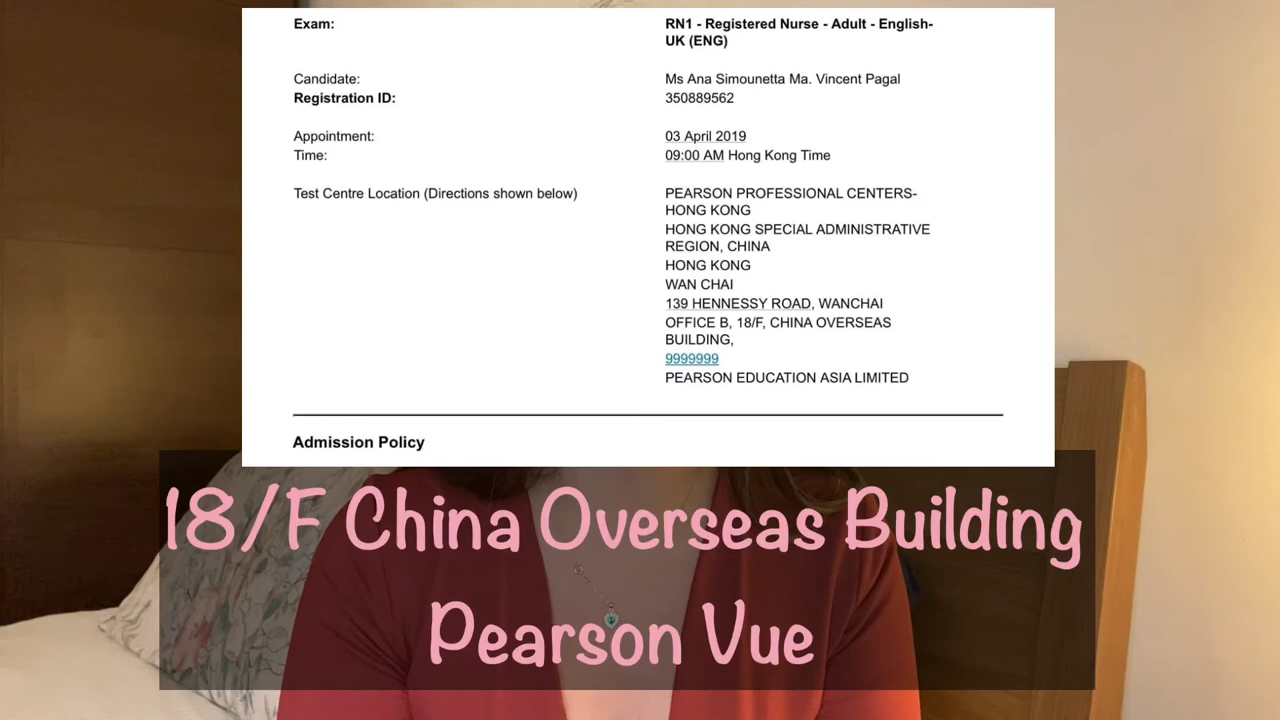 Exam: RN1 - Registered Nurse - Adult - English-
UK (ENG)
Candidate: Ms Ana Simounetta Ma. Vincent Pagal
Registration ID: 350889562
Appointment: 03 April 2019
Time: 09:00 AM Hong Kong Time
Test Centre Location (Directions shown below) PEARSON PROFESSIONAL CENTERS-
HONG KONG
HONG KONG SPECIAL ADMINISTRATIVE
REGION, CHINA
HONG KONG
WAN CHAI
139 HENNESSY ROAD, WANCHAI
OFFICE B, 18/F, CHINA OVERSEAS
BUILDING,
9999999
PEARSON EDUCATION ASIA LIMITED
Admission Policy
18/F China Overseas Building
Pearson Vue